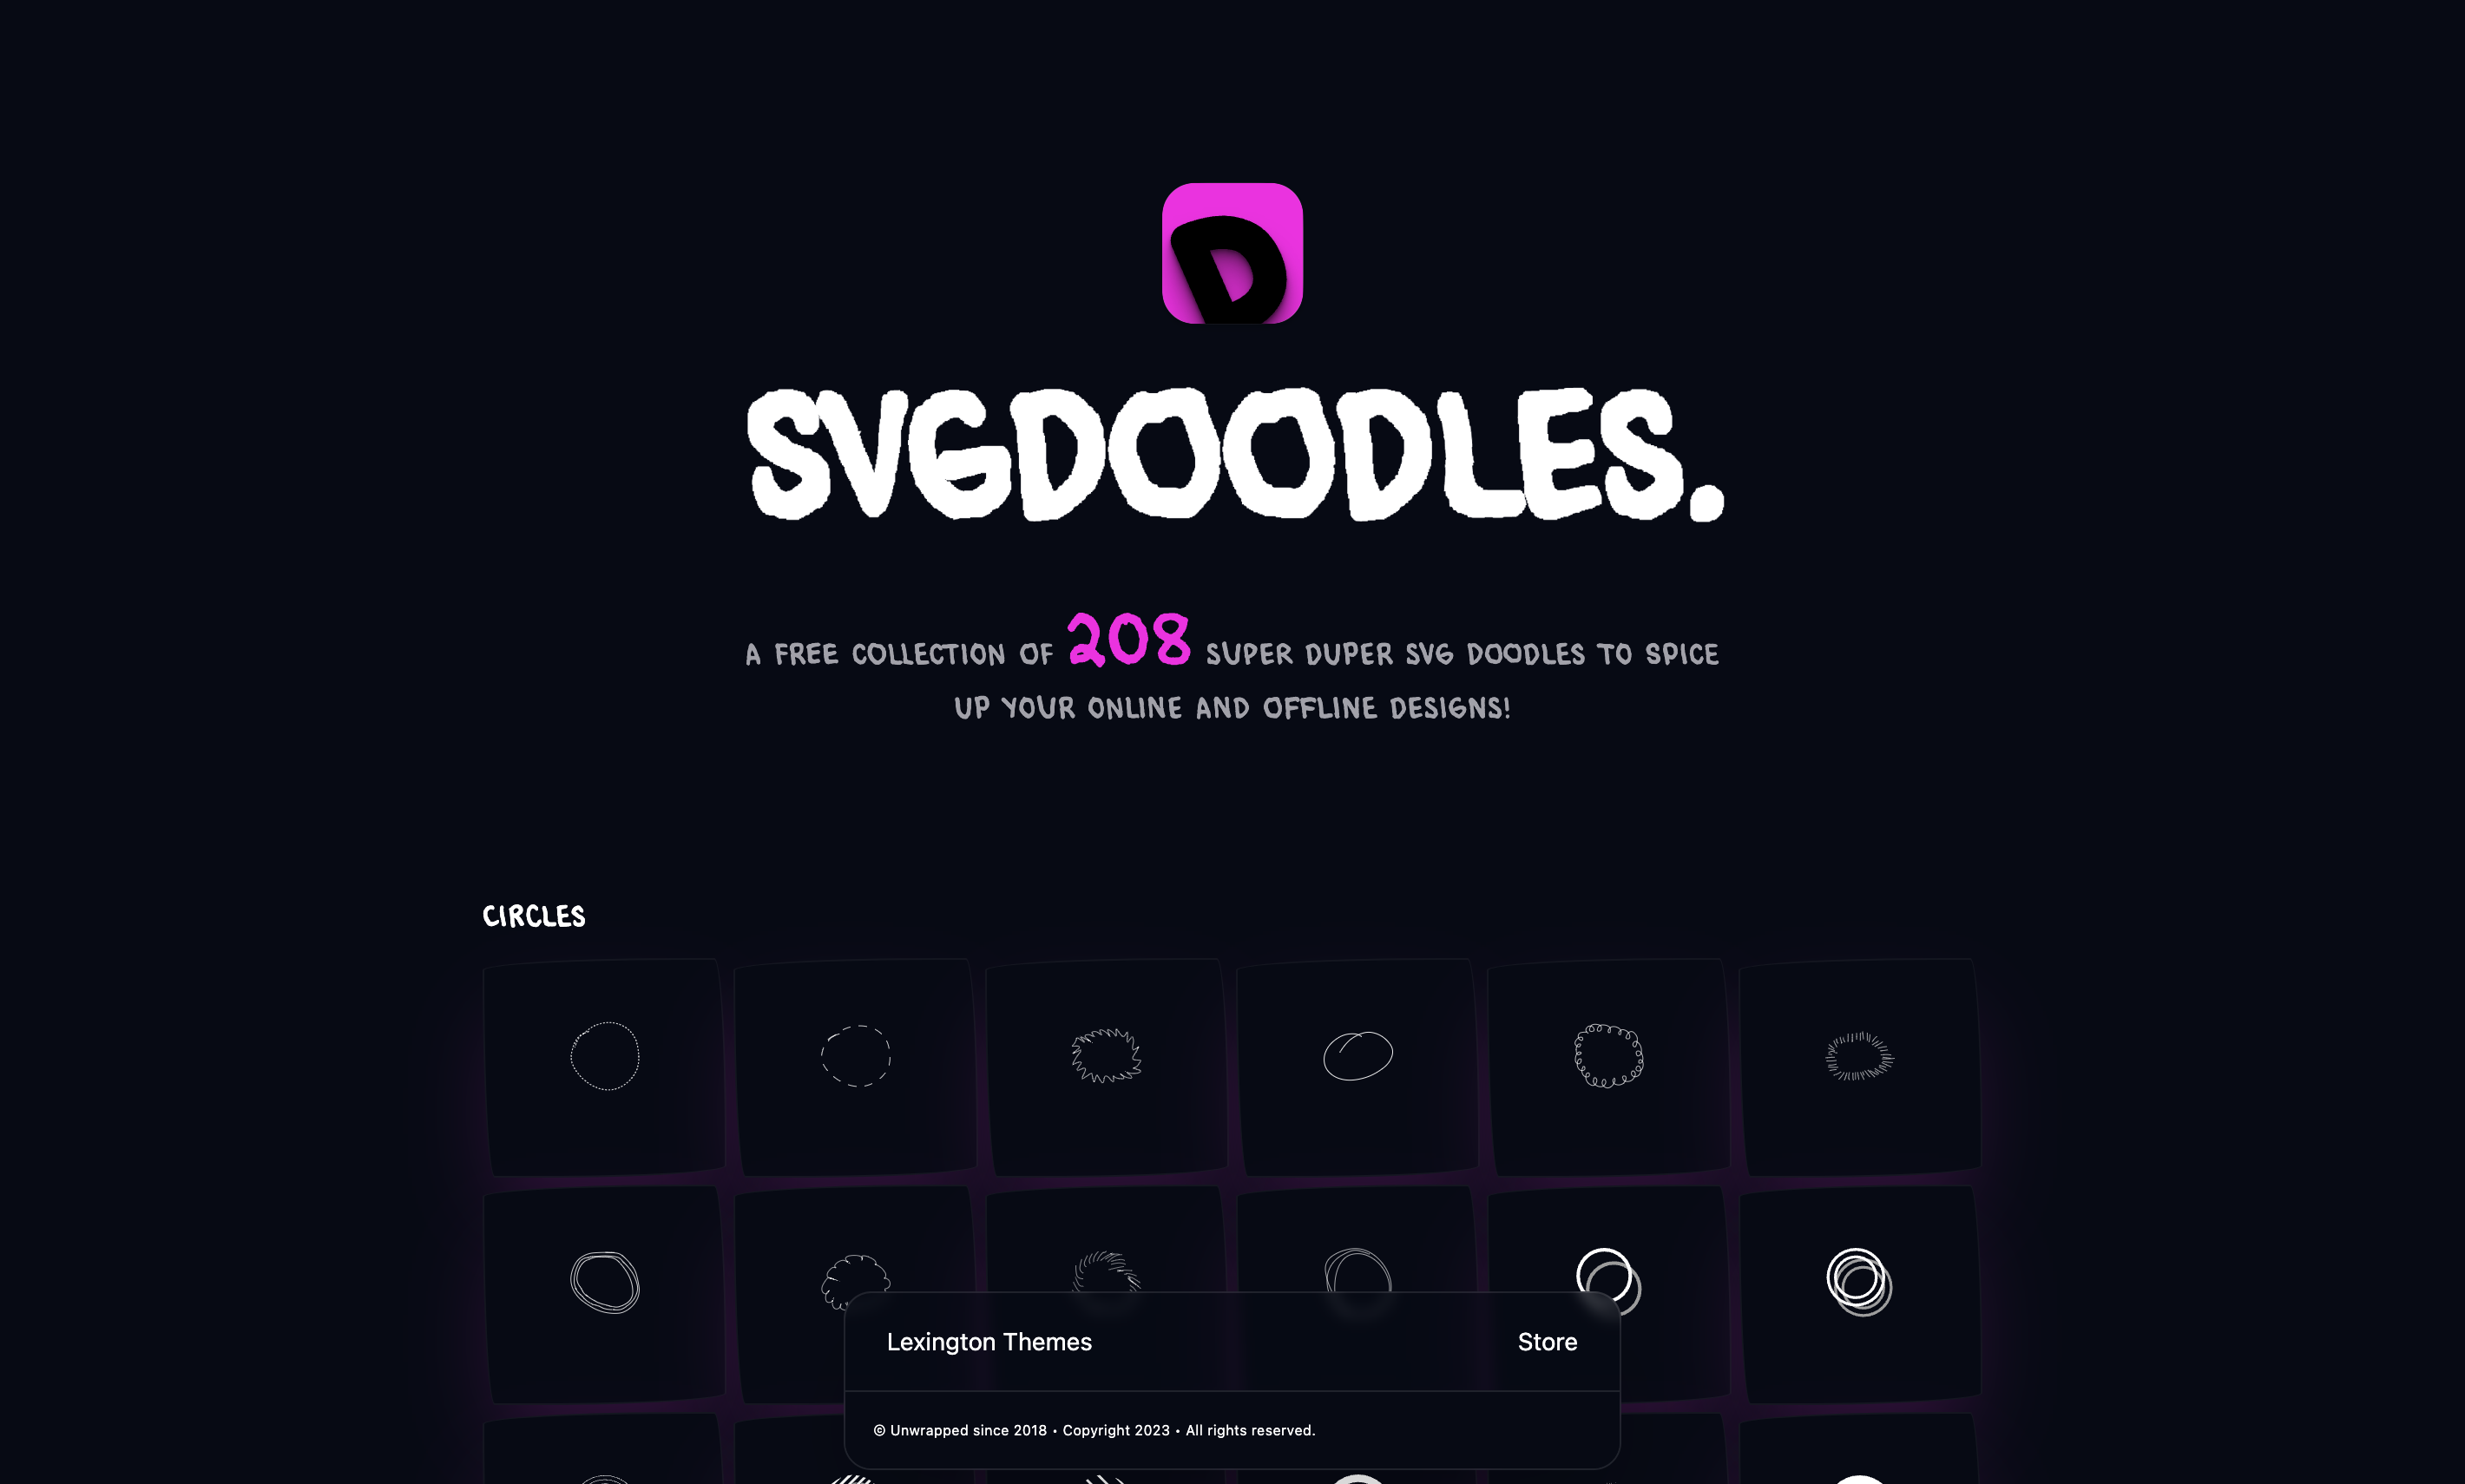 D
SVGDOODLES.
A FREE COLLECTION OF 208 SUPER DUPER SVG DOODLES TO SPICE
UP YOUR ONLINE AND OFFLINE DESIGNS!
CIRCLES
Lexington Themes
Store
© Unwrapped since 2018 • Copyright 2023 • All rights reserved.